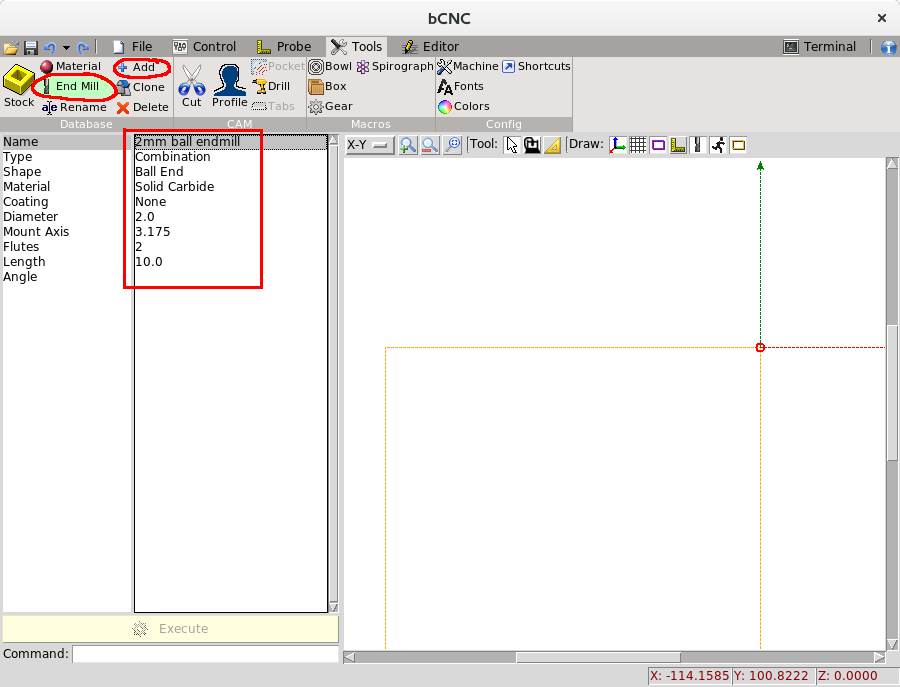 bCNC
File Control Probe Tools Editor Terminal
Stock Material End Mill Rename Add Clone Delete
Database
Cut Profile Pocket Drill Tabs
CAM
Bowl Spirograph Box Gear
Macros
Machine Shortcuts Fonts Colors
Config
Name 2mm ball endmill
Type Combination
Shape Ball End
Material Solid Carbide
Coating None
Diameter 2.0
Mount Axis 3.175
Flutes 2
Length 10.0
Angle
X-Y Tool: Draw:
Execute
Command:
X: -114.1585 Y: 100.8222 Z: 0.0000